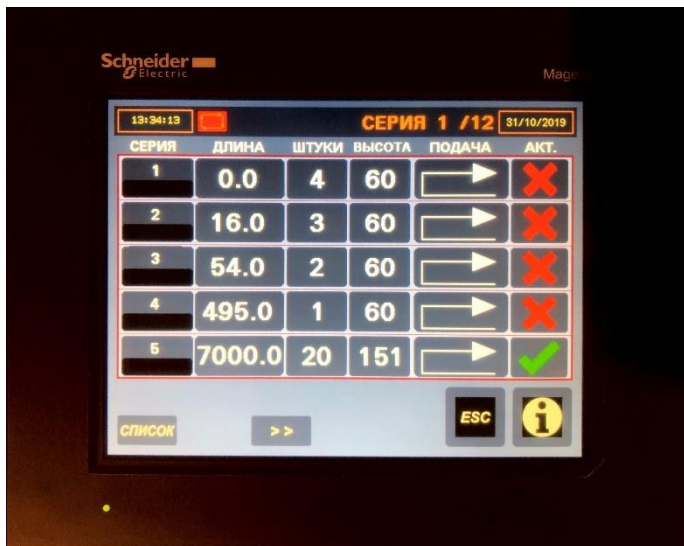 Schneider
Electric
Mage
13:34:13 СЕРИЯ 1 /12 31/10/2019
СЕРИЯ ДЛИНА ШТУКИ ВЫСОТА ПОДАЧА АКТ.
1 0.0 4 60
2 16.0 3 60
3 54.0 2 60
4 495.0 1 60
5 7000.0 20 151
СПИСОК >> ESC i